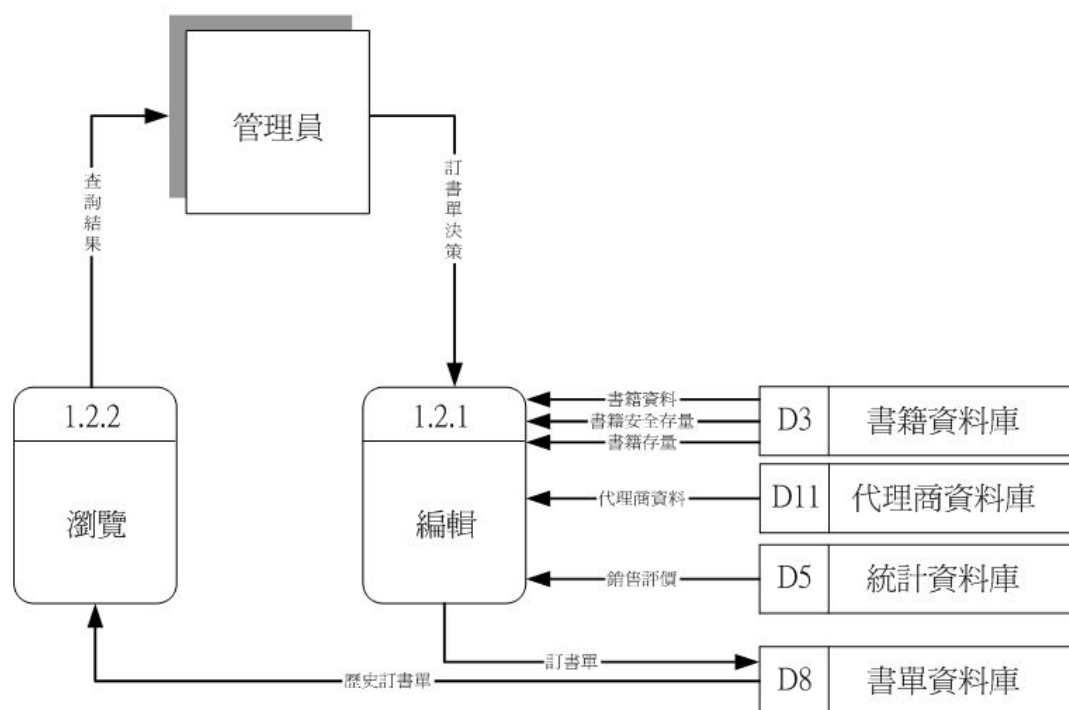 管理員
查詢結果
訂書單決策
1.2.2
瀏覽
1.2.1
編輯
書籍資料
書籍安全存量
書籍存量
D3 書籍資料庫
代理商資料
D11 代理商資料庫
銷售評價
D5 統計資料庫
訂書單
歷史訂書單
D8 書單資料庫